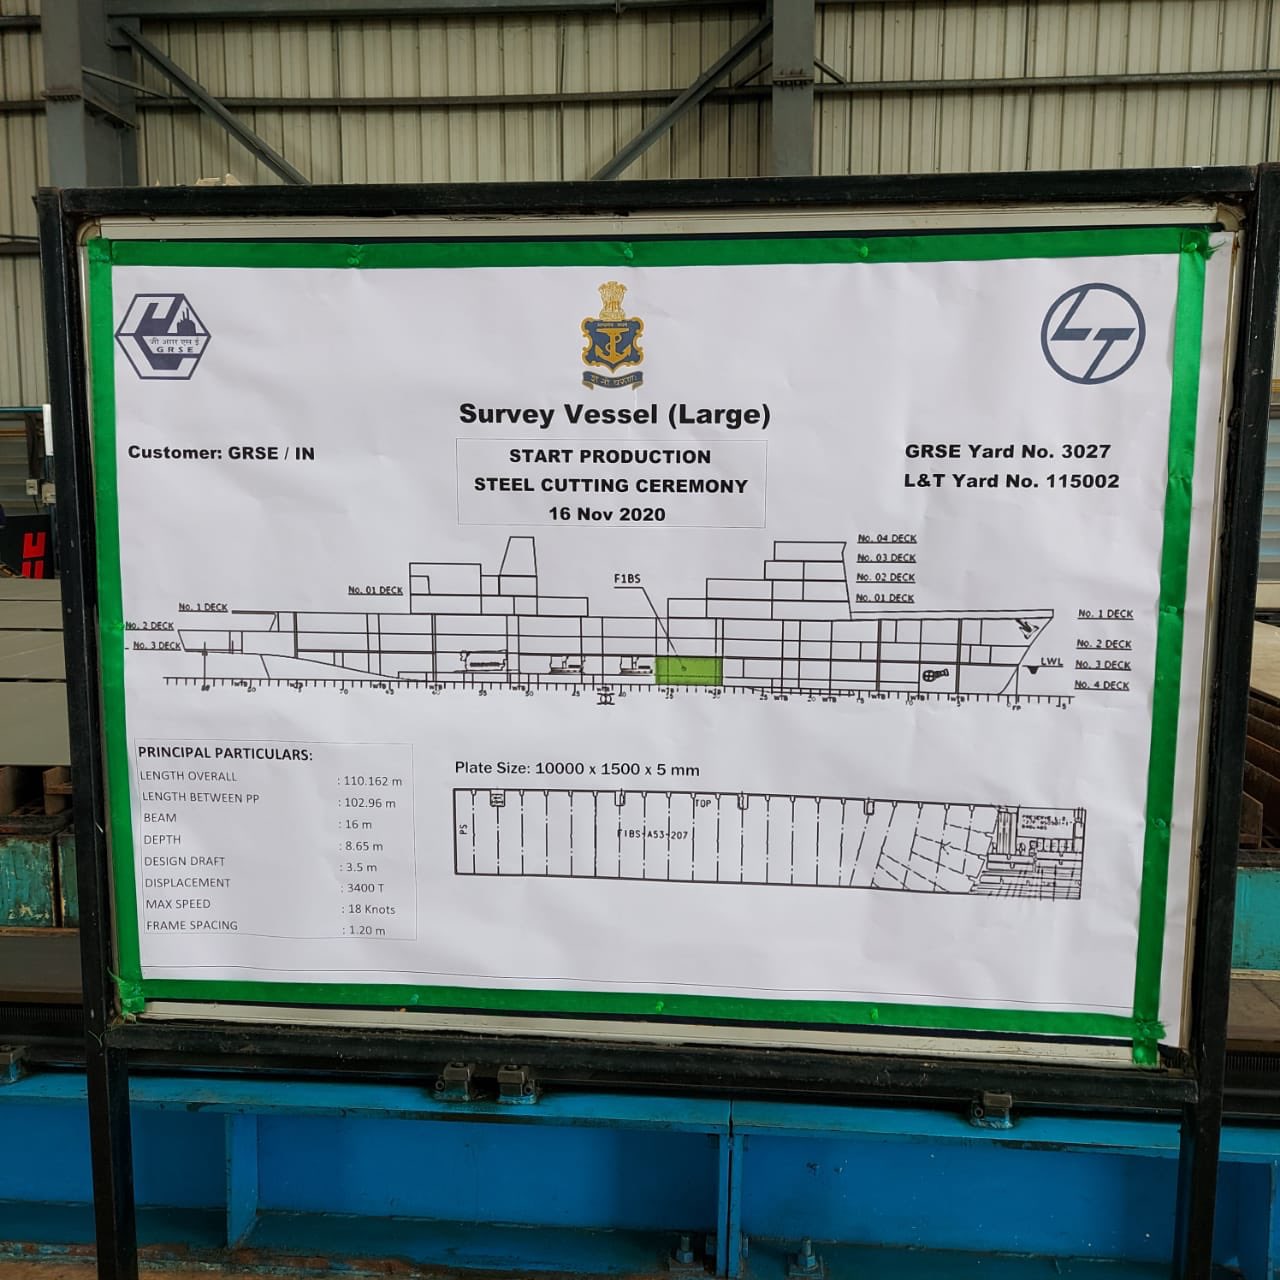 जी आर एस ई
GRSE
LT
Survey Vessel (Large)
Customer: GRSE / IN
START PRODUCTION
STEEL CUTTING CEREMONY
16 Nov 2020
GRSE Yard No. 3027
L&T Yard No. 115002
No. 04 DECK
No. 03 DECK
No. 02 DECK
No. 01 DECK
F1BS
No. 01 DECK
No. 1 DECK
No. 2 DECK
No. 3 DECK
No. 1 DECK
No. 2 DECK
LWL
No. 3 DECK
No. 4 DECK
PRINCIPAL PARTICULARS:
LENGTH OVERALL : 110.162 m
LENGTH BETWEEN PP : 102.96 m
BEAM : 16 m
DEPTH : 8.65 m
DESIGN DRAFT : 3.5 m
DISPLACEMENT : 3400 T
MAX SPEED : 18 Knots
FRAME SPACING : 1.20 m
Plate Size: 10000 x 1500 x 5 mm
PS
TOP
F1BS-A53-207